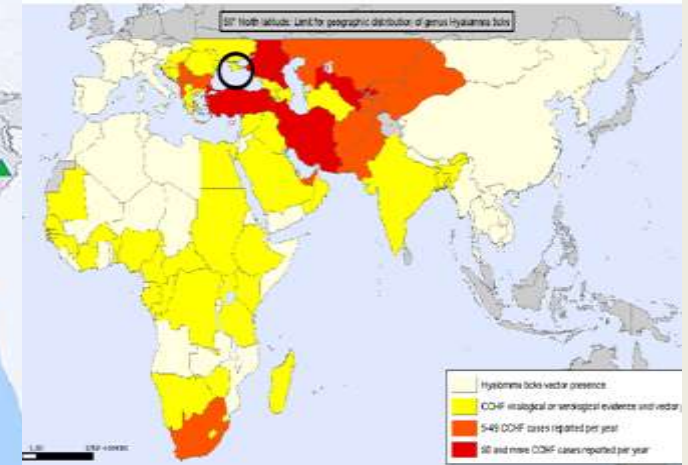 50° North latitude: Limit for geographic distribution of genus Hyalomma ticks
Hyalomma ticks vector presence
CCHF virological or serological evidence and vector
5-49 CCHF cases reported per year
50 and more CCHF cases reported per year